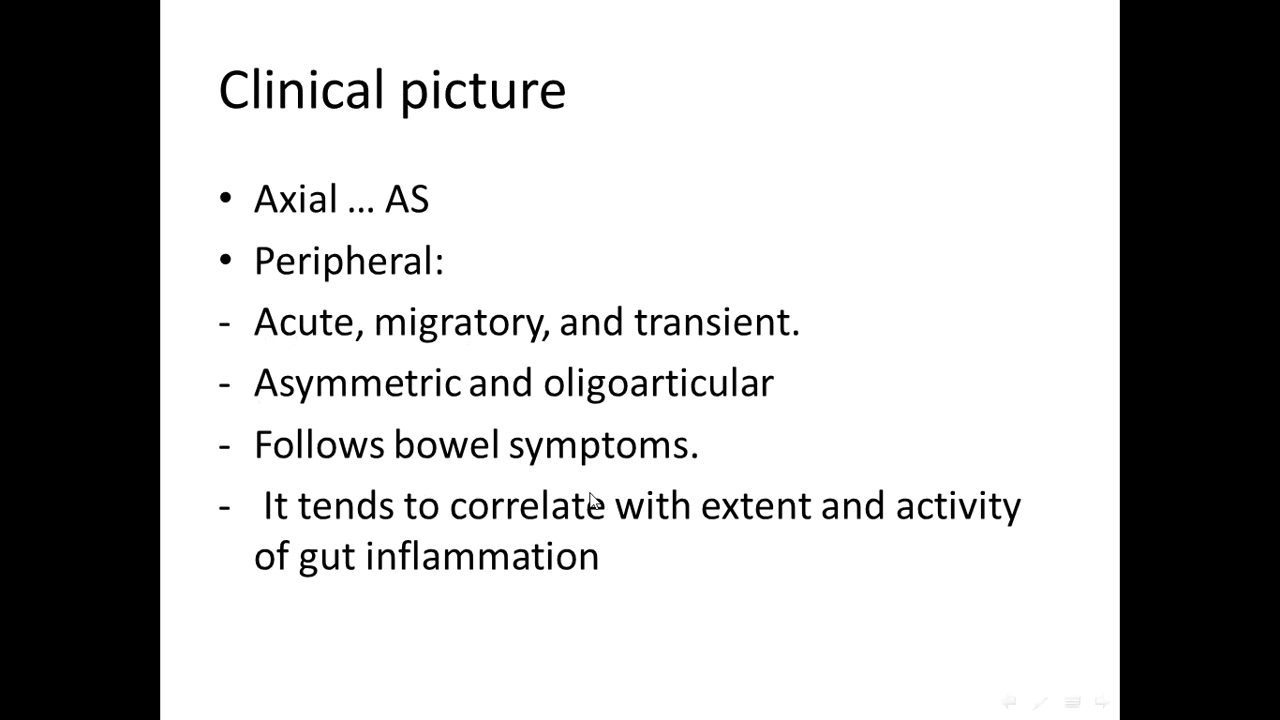 Clinical picture
• Axial … AS
• Peripheral:
- Acute, migratory, and transient.
- Asymmetric and oligoarticular
- Follows bowel symptoms.
- It tends to correlate with extent and activity
of gut inflammation